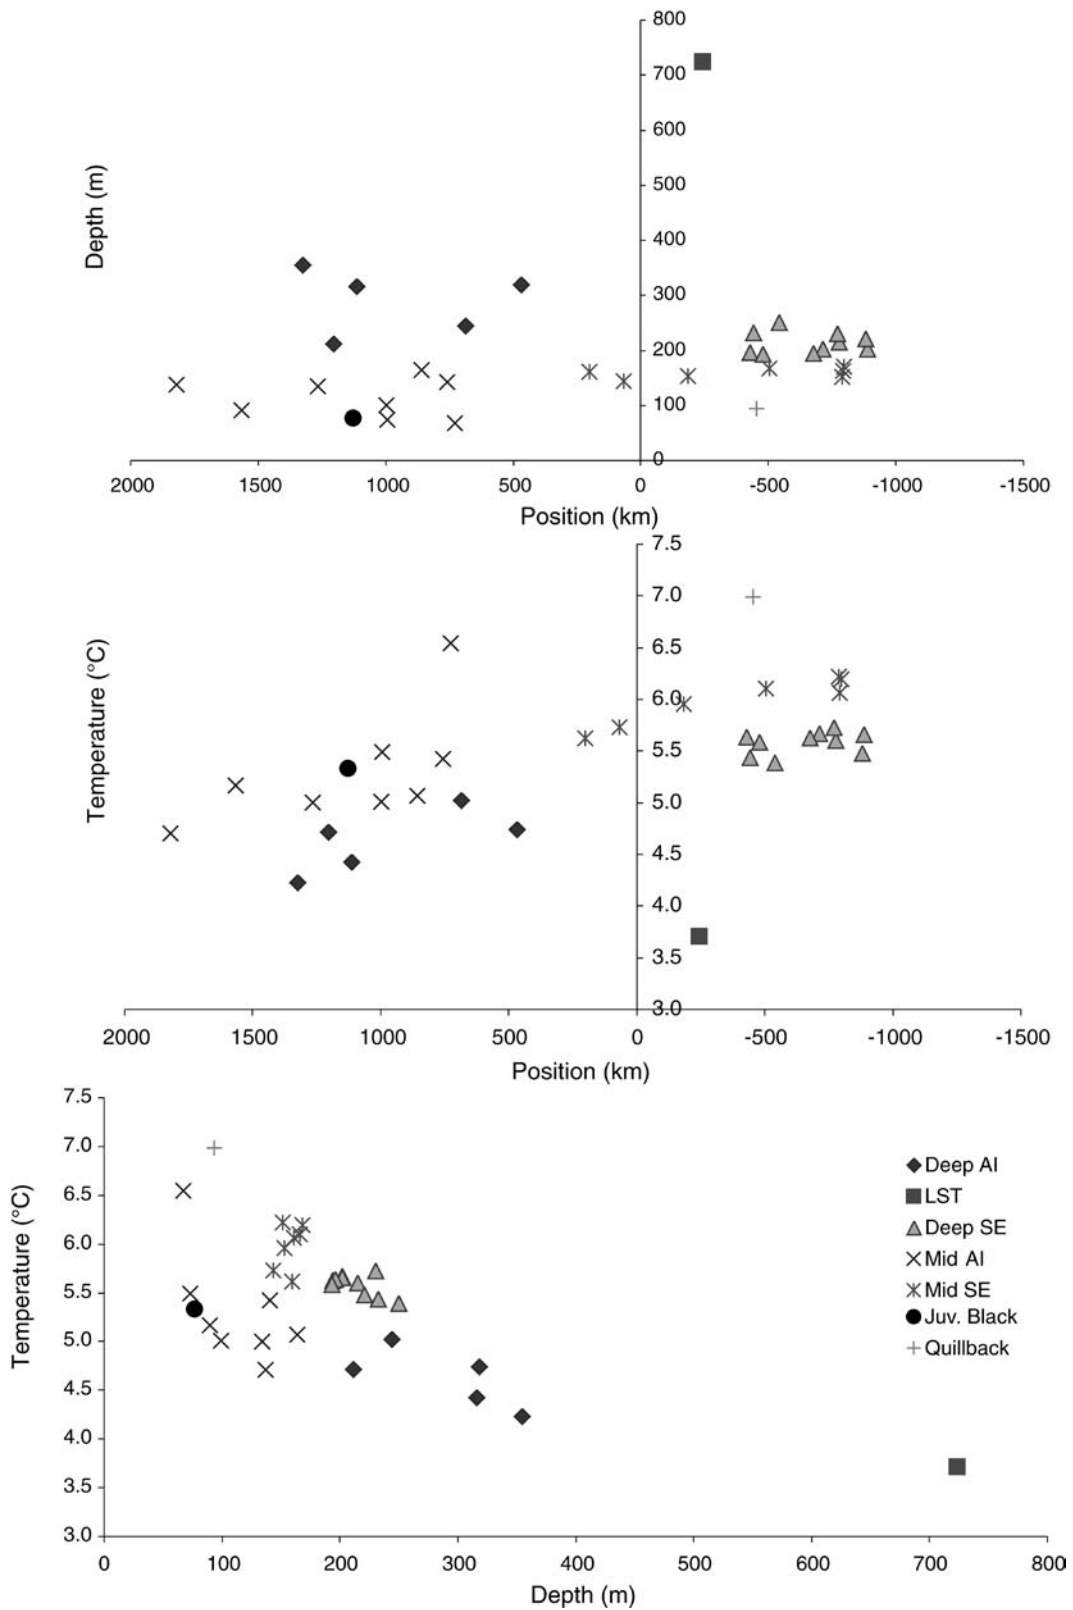 800
700
600
500
400
300
200
100
0
Depth (m)
2000 1500 1000 500 0 -500 -1000 -1500
Position (km)
7.5
7.0
6.5
6.0
5.5
5.0
4.5
4.0
3.5
3.0
Temperature (°C)
2000 1500 1000 500 0 -500 -1000 -1500
Position (km)
7.5
7.0
6.5
6.0
5.5
5.0
4.5
4.0
3.5
3.0
Temperature (°C)
Deep AI
LST
Deep SE
Mid AI
Mid SE
Juv. Black
Quillback
0 100 200 300 400 500 600 700 800
Depth (m)